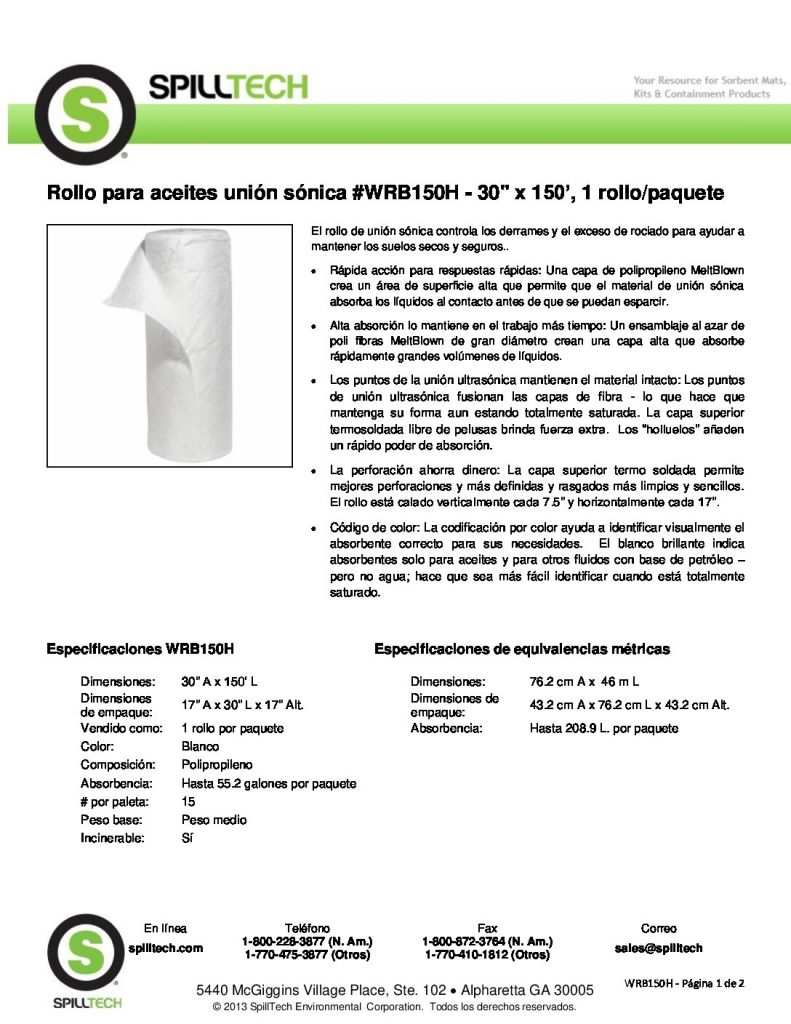 SPILLTECH
Your Resource for Sorbent Mats,
Kits & Containment Products
S
®
Rollo para aceites unión sónica #WRB150H - 30" x 150', 1 rollo/paquete
El rollo de unión sónica controla los derrames y el exceso de rociado para ayudar a
mantener los suelos secos y seguros..
• Rápida acción para respuestas rápidas: Una capa de polipropileno MeltBlown
crea un área de superficie alta que permite que el material de unión sónica
absorba los líquidos al contacto antes de que se puedan esparcir.
• Alta absorción lo mantiene en el trabajo más tiempo: Un ensamblaje al azar de
poli fibras MeltBlown de gran diámetro crean una capa alta que absorbe
rápidamente grandes volúmenes de líquidos.
• Los puntos de la unión ultrasónica mantienen el material intacto: Los puntos
de unión ultrasónica fusionan las capas de fibra - lo que hace que
mantenga su forma aun estando totalmente saturada. La capa superior
termosoldada libre de pelusas brinda fuerza extra. Los "holluelos" añaden
un rápido poder de absorción.
• La perforación ahorra dinero: La capa superior termo soldada permite
mejores perforaciones y más definidas y rasgados más limpios y sencillos.
El rollo está calado verticalmente cada 7.5" y horizontalmente cada 17".
• Código de color: La codificación por color ayuda a identificar visualmente el
absorbente correcto para sus necesidades. El blanco brillante indica
absorbentes solo para aceites y para otros fluidos con base de petróleo –
pero no agua; hace que sea más fácil identificar cuando está totalmente
saturado.
Especificaciones WRB150H
Dimensiones: 30" A x 150' L
Dimensiones
de empaque: 17" A x 30" L x 17" Alt.
Vendido como: 1 rollo por paquete
Color: Blanco
Composición: Polipropileno
Absorbencia: Hasta 55.2 galones por paquete
# por paleta: 15
Peso base: Peso medio
Incinerable: Sí
Especificaciones de equivalencias métricas
Dimensiones: 76.2 cm A x 46 m L
Dimensiones de
empaque: 43.2 cm A x 76.2 cm L x 43.2 cm Alt.
Absorbencia: Hasta 208.9 L. por paquete
S
®
SPILLTECH
En línea
spilltech.com
Teléfono
1-800-228-3877 (N. Am.)
1-770-475-3877 (Otros)
Fax
1-800-872-3764 (N. Am.)
1-770-410-1812 (Otros)
Correo
sales@spilltech
5440 McGiggins Village Place, Ste. 102 • Alpharetta GA 30005
© 2013 SpillTech Environmental Corporation. Todos los derechos reservados.
WRB150H - Página 1 de 2